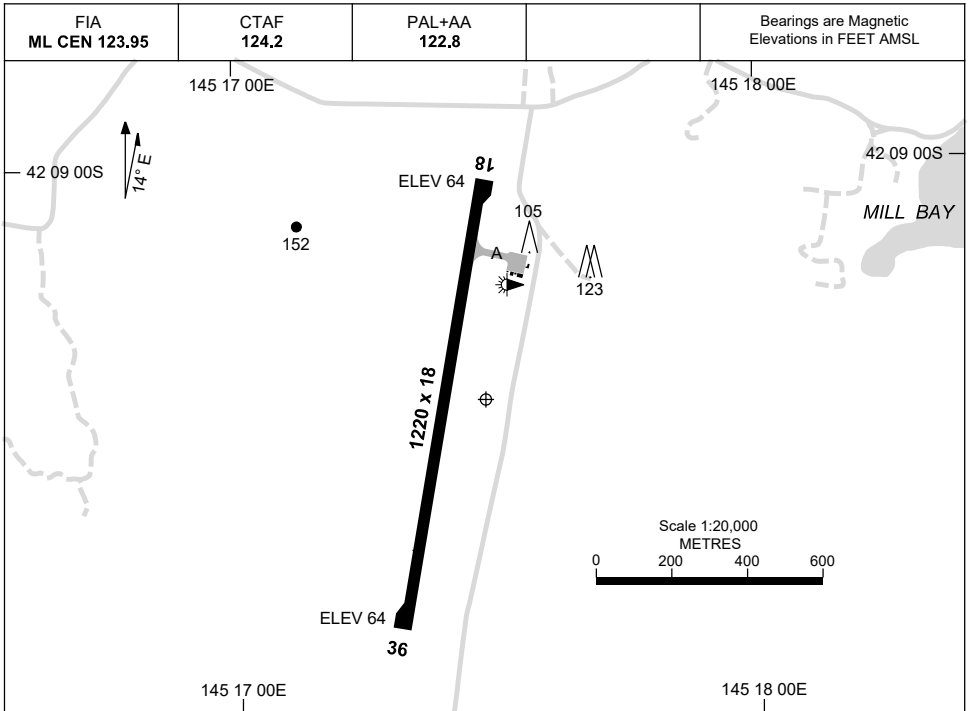 FIA
ML CEN 123.95
CTAF
124.2
PAL+AA
122.8
Bearings are Magnetic
Elevations in FEET AMSL
145 17 00E
145 18 00E
42 09 00S
42 09 00S
14° E
18
ELEV 64
105
MILL BAY
152
A
123
1220 x 18
Scale 1:20,000
METRES
0 200 400 600
ELEV 64
36
145 17 00E
145 18 00E